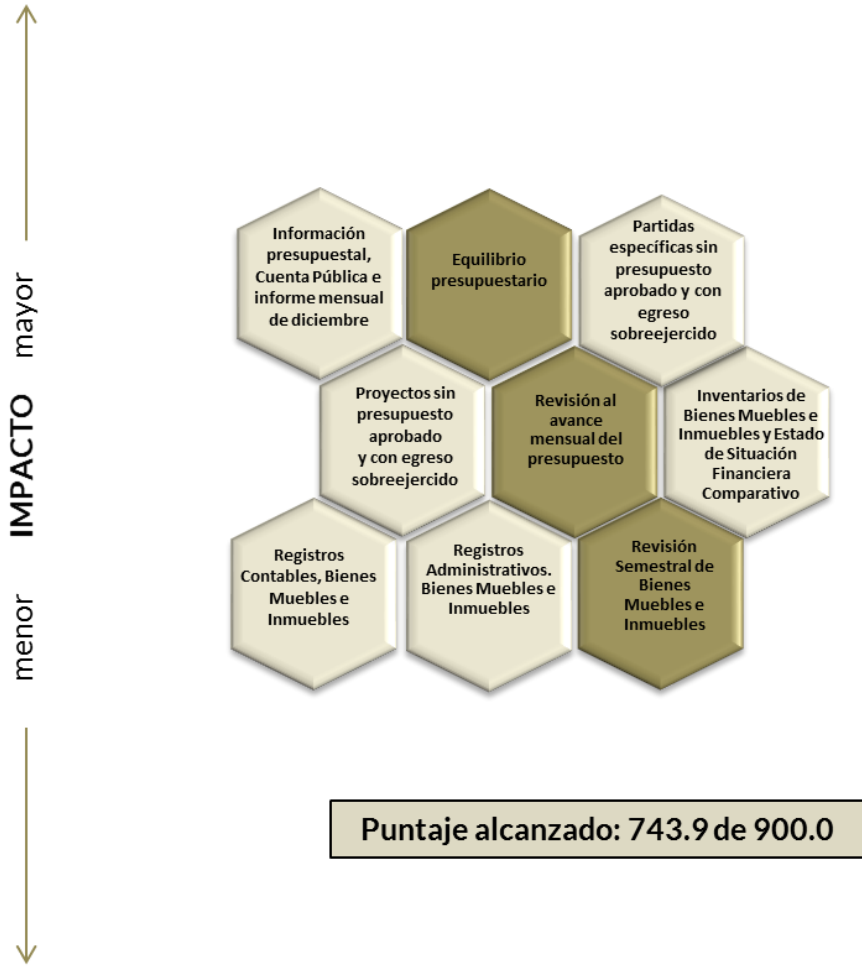 mayor
IMPACTO
menor
Información
presupuestal,
Cuenta Pública e
informe mensual
de diciembre
Equilibrio
presupuestario
Partidas
específicas sin
presupuesto
aprobado y con
egreso
sobreejercido
Proyectos sin
presupuesto
aprobado
y con egreso
sobreejercido
Revisión al
avance
mensual del
presupuesto
Inventarios de
Bienes Muebles e
Inmuebles y Estado
de Situación
Financiera
Comparativo
Registros
Contables, Bienes
Muebles e
Inmuebles
Registros
Administrativos.
Bienes Muebles e
Inmuebles
Revisión
Semestral de
Bienes
Muebles e
Inmuebles
Puntaje alcanzado: 743.9 de 900.0